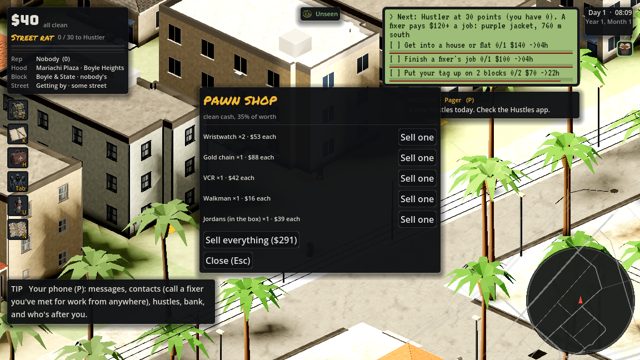 $40 all clean
STREET RAT 0 / 30 to Hustler
Rep Nobody (0)
Hood Mariachi Plaza · Boyle Heights
Block Boyle & State · nobody's
Street Getting by · some street
Unseen
> Next: Hustler at 30 points (you have 0). A
fixer pays $120+ a job: purple jacket, 760 m
south
[ ] Get into a house or flat 0/1 $140 ->04h
[ ] Finish a fixer's job 0/1 $100 ->04h
[ ] Put your tag up on 2 blocks 0/2 $70 ->22h
Day 1 · 08:09
Year 1, Month 1
Pager (P)
today. Check the Hustles app.
PAWN SHOP
clean cash, 35% of worth
Wristwatch ×2 · $53 each Sell one
Gold chain ×1 · $88 each Sell one
VCR ×1 · $42 each Sell one
Walkman ×1 · $16 each Sell one
Jordans (in the box) ×1 · $39 each Sell one
Sell everything ($291)
Close (Esc)
H
Tab
U
TIP Your phone (P): messages, contacts (call a fixer
you've met for work from anywhere), hustles, bank,
and who's after you.